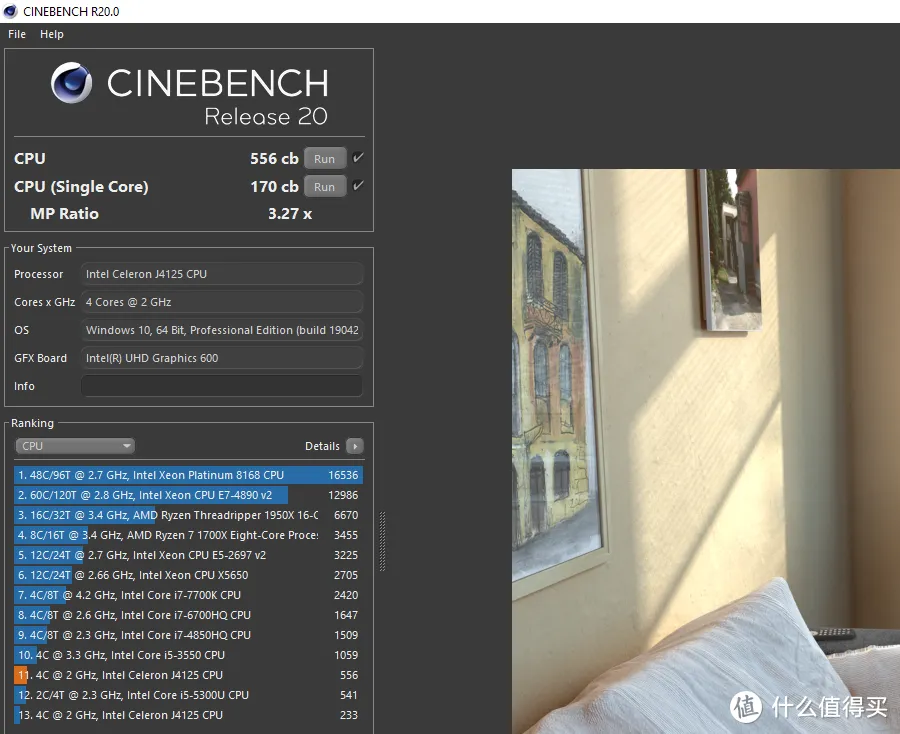 CINEBENCH R20.0
File Help
CINEBENCH
Release 20
CPU 556 cb Run
CPU (Single Core) 170 cb Run
MP Ratio 3.27 x
Your System
Processor Intel Celeron J4125 CPU
Cores x GHz 4 Cores @ 2 GHz
OS Windows 10, 64 Bit, Professional Edition (build 19042
GFX Board Intel(R) UHD Graphics 600
Info
Ranking
CPU Details
1. 48C/96T @ 2.7 GHz, Intel Xeon Platinum 8168 CPU 16536
2. 60C/120T @ 2.8 GHz, Intel Xeon CPU E7-4890 v2 12986
3. 16C/32T @ 3.4 GHz, AMD Ryzen Threadripper 1950X 16-C 6670
4. 8C/16T @ 3.4 GHz, AMD Ryzen 7 1700X Eight-Core Proce: 3455
5. 12C/24T @ 2.7 GHz, Intel Xeon CPU E5-2697 v2 3225
6. 12C/24T @ 2.66 GHz, Intel Xeon CPU X5650 2705
7. 4C/8T @ 4.2 GHz, Intel Core i7-7700K CPU 2420
8. 4C/8T @ 2.6 GHz, Intel Core i7-6700HQ CPU 1647
9. 4C/8T @ 2.3 GHz, Intel Core i7-4850HQ CPU 1509
10. 4C @ 3.3 GHz, Intel Core i5-3550 CPU 1059
11. 4C @ 2 GHz, Intel Celeron J4125 CPU 556
12. 2C/4T @ 2.3 GHz, Intel Core i5-5300U CPU 541
13. 4C @ 2 GHz, Intel Celeron J4125 CPU 233
值 什么值得买